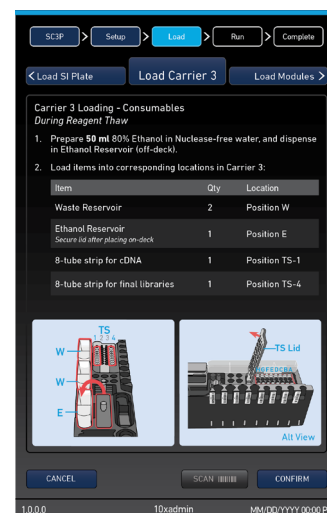 SC3P > Setup > Load > Run > Complete
< Load SI Plate Load Carrier 3 Load Modules >
Carrier 3 Loading - Consumables
During Reagent Thaw
1. Prepare 50 ml 80% Ethanol in Nuclease-free water, and dispense
in Ethanol Reservoir (off-deck).
2. Load items into corresponding locations in Carrier 3:
Item Qty Location
Waste Reservoir 2 Position W
Ethanol Reservoir 1 Position E
Secure lid after placing on-deck
8-tube strip for cDNA 1 Position TS-1
8-tube strip for final libraries 1 Position TS-4
TS
1 2 3 4
W
W
E
TS Lid
HGFEDCBA
Alt View
CANCEL SCAN CONFIRM
1.0.0.0 10xadmin MM/DD/YYYY 00:00 P